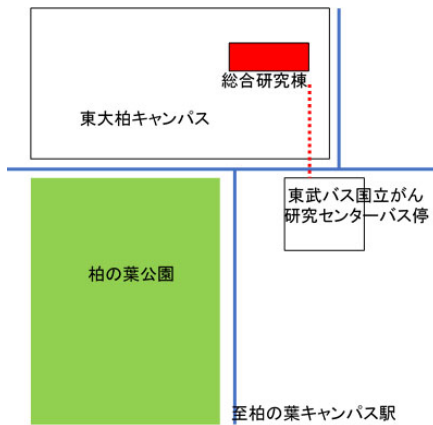 総合研究棟
東大柏キャンパス
東武バス国立がん
研究センターバス停
柏の葉公園
至柏の葉キャンパス駅